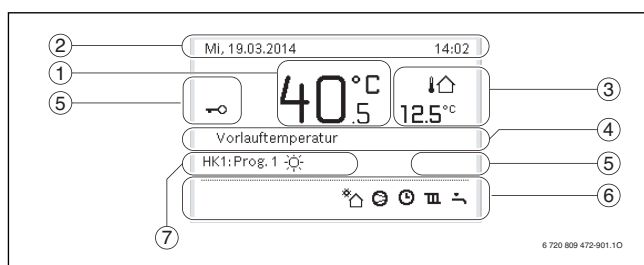 ② Mi, 19.03.2014 14:02
① 40.5 °C
③ 12.5°C
⑤
④ Vorlauftemperatur
HK1: Prog. 1
⑤
⑥
⑦
6 720 809 472-901.1O